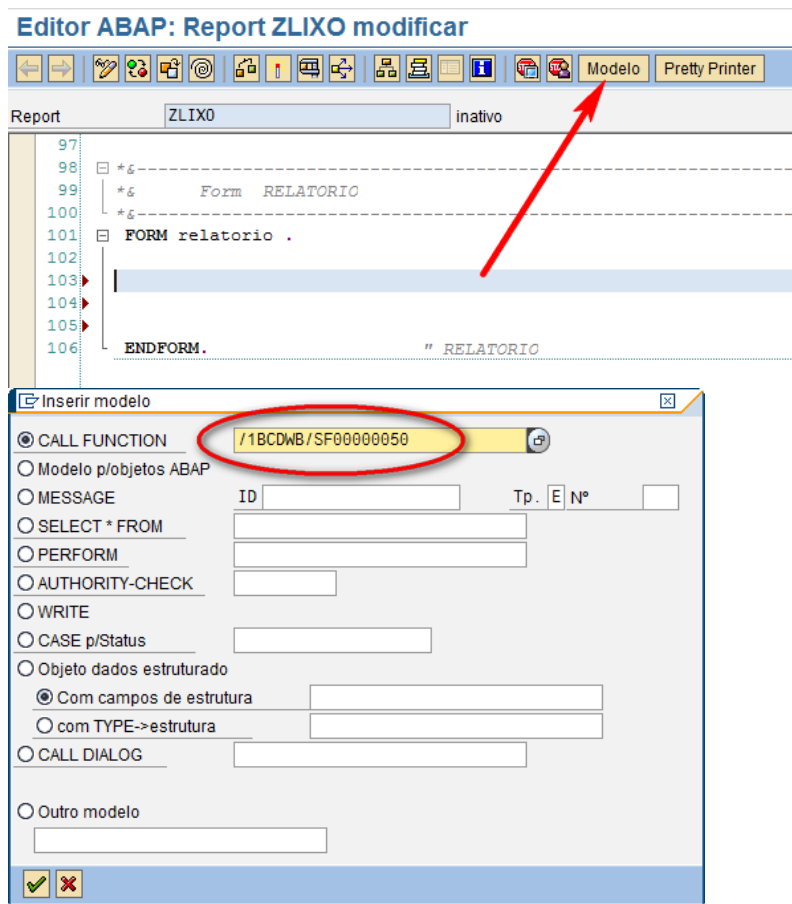 Editor ABAP: Report ZLIXO modificar
Modelo Pretty Printer
Report ZLIXO inativo
97
98 *&---------------------------------------------------------------------
99 *& Form RELATORIO
100 *&---------------------------------------------------------------------
101 FORM relatorio .
102
103
104
105
106 ENDFORM. " RELATORIO
Inserir modelo
CALL FUNCTION /1BCDWB/SF00000050
Modelo p/objetos ABAP
MESSAGE ID Tp. E Nº
SELECT * FROM
PERFORM
AUTHORITY-CHECK
WRITE
CASE p/Status
Objeto dados estruturado
Com campos de estrutura
com TYPE->estrutura
CALL DIALOG
Outro modelo